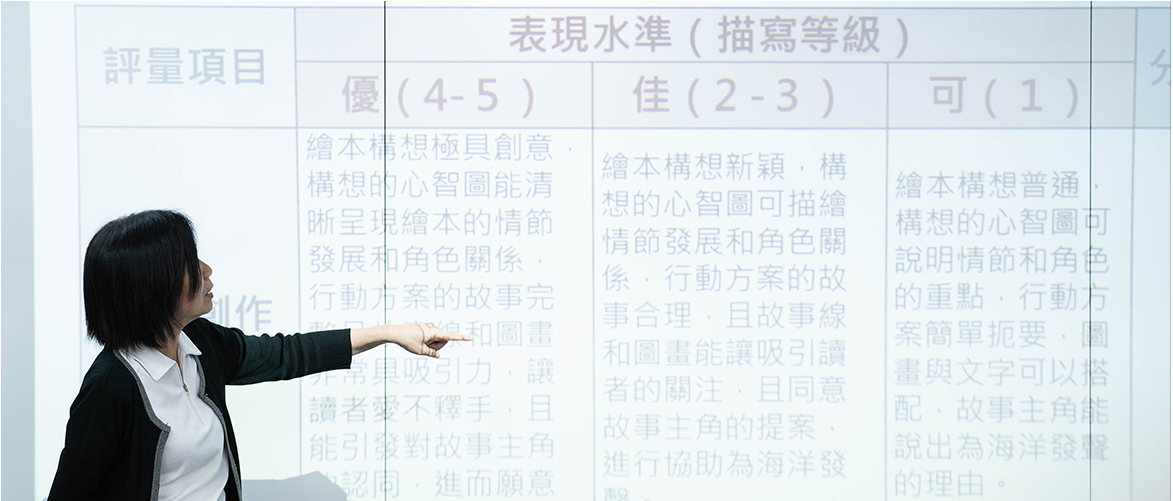 評量項目
表現水準(描寫等級)
分
優(4-5)
佳(2-3)
可(1)
制作
繪本構想極具創意,
構想的心智圖能清
晰呈現繪本的情節
發展和角色關係,
行動方案的故事完
線和圖畫
非常具吸引力,讓
讀者愛不釋手,且
能引發對故事主角
認同,進而願意
繪本構想新穎,構
想的心智圖可描繪
情節發展和角色關
係,行動方案的故
事合理,且故事線
和圖畫能讓吸引讀
者的關注,且同意
故事主角的提案,
進行協助為海洋發
聲。
繪本構想普通,
構想的心智圖可
說明情節和角色
的重點,行動方
案簡單扼要,圖
畫與文字可以搭
配,故事主角能
說出為海洋發聲
的理由。